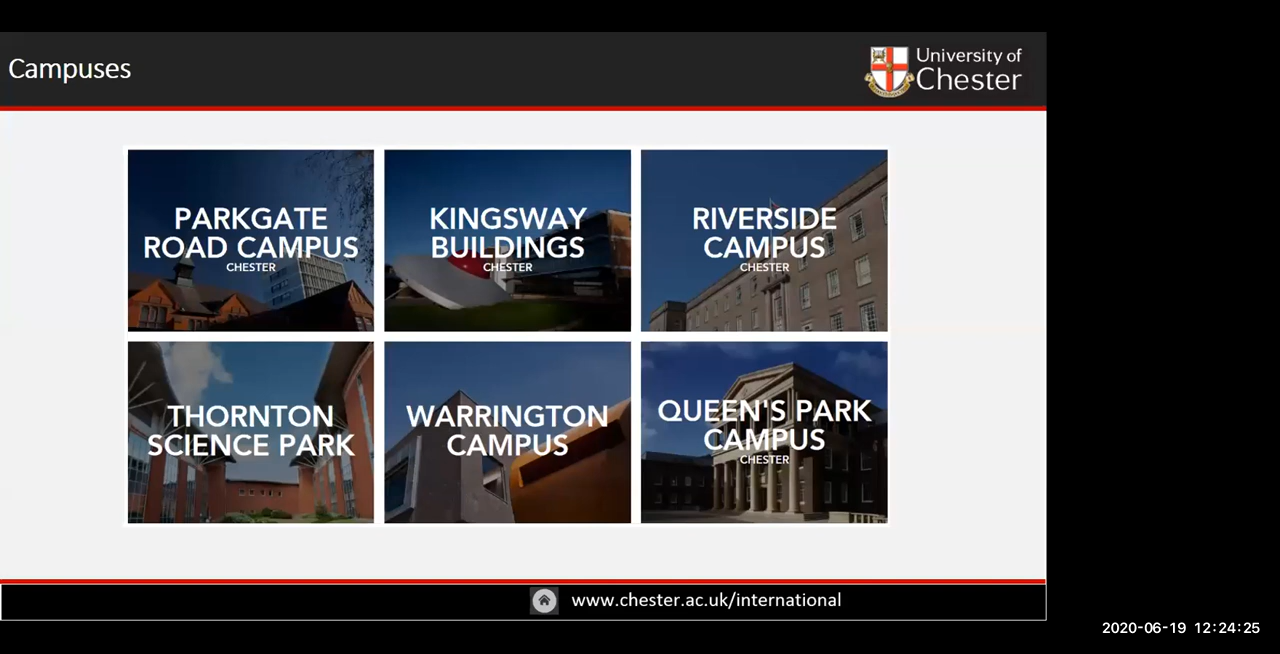 Campuses
University of
Chester
PARKGATE
ROAD CAMPUS
CHESTER
KINGSWAY
BUILDINGS
CHESTER
RIVERSIDE
CAMPUS
CHESTER
THORNTON
SCIENCE PARK
WARRINGTON
CAMPUS
QUEEN'S PARK
CAMPUS
CHESTER
www.chester.ac.uk/international
2020-06-19 12:24:25